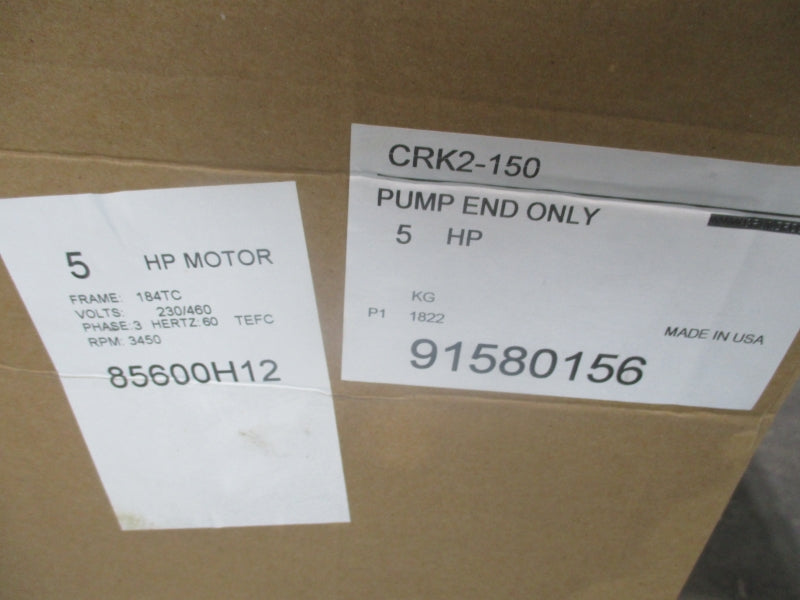 5 HP MOTOR
FRAME: 184TC
VOLTS: 230/460
PHASE:3 HERTZ:60 TEFC
RPM: 3450
85600H12
CRK2-150
PUMP END ONLY
5 HP
KG
P1 1822
MADE IN USA
91580156